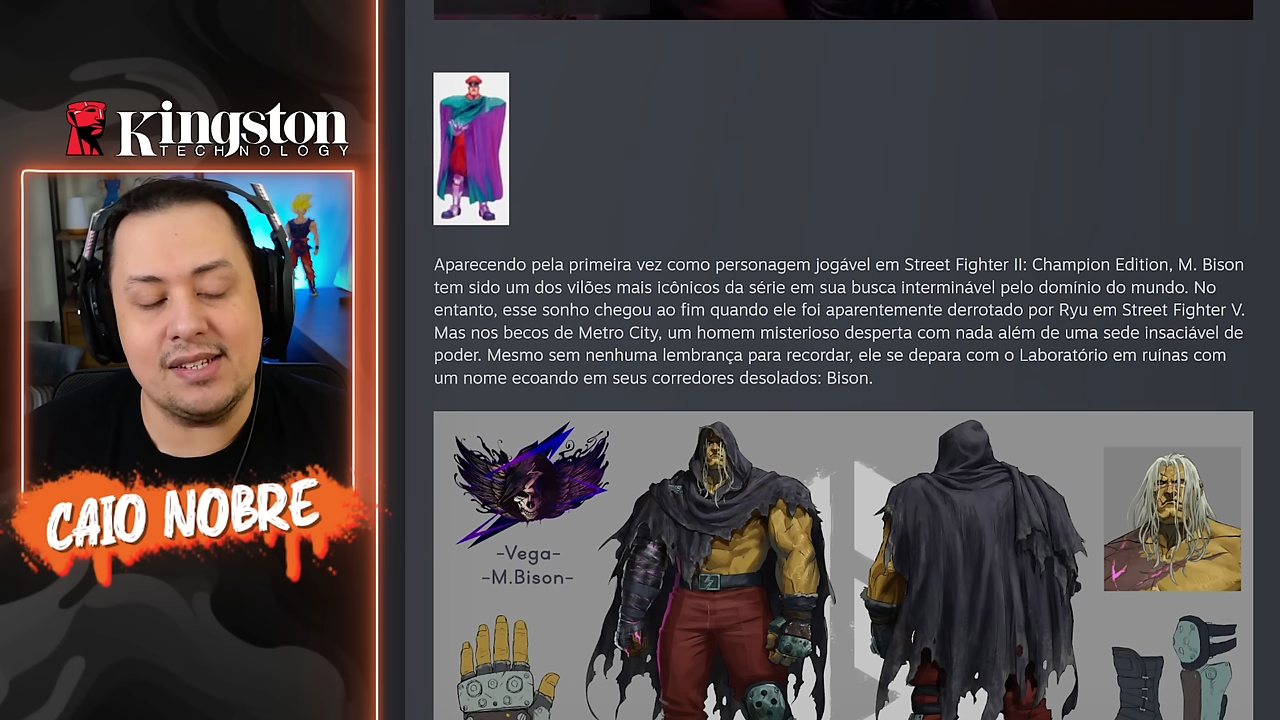 Kingston
TECHNOLOGY
CAIO NOBRE
Aparecendo pela primeira vez como personagem jogável em Street Fighter II: Champion Edition, M. Bison
tem sido um dos vilões mais icônicos da série em sua busca interminável pelo domínio do mundo. No
entanto, esse sonho chegou ao fim quando ele foi aparentemente derrotado por Ryu em Street Fighter V.
Mas nos becos de Metro City, um homem misterioso desperta com nada além de uma sede insaciável de
poder. Mesmo sem nenhuma lembrança para recordar, ele se depara com o Laboratório em ruínas com
um nome ecoando em seus corredores desolados: Bison.
-Vega-
-M.Bison-